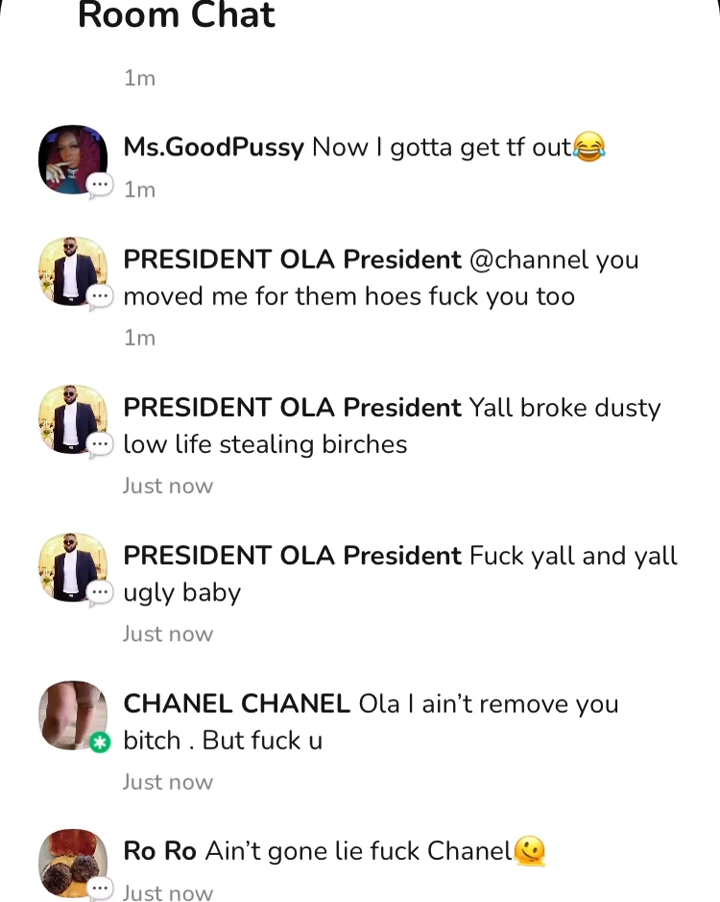 Room Chat
1m
Ms.GoodPussy Now I gotta get tf out😂
1m
PRESIDENT OLA President @channel you
moved me for them hoes fuck you too
1m
PRESIDENT OLA President Yall broke dusty
low life stealing birches
Just now
PRESIDENT OLA President Fuck yall and yall
ugly baby
Just now
CHANEL CHANEL Ola I ain’t remove you
bitch . But fuck u
Just now
Ro Ro Ain’t gone lie fuck Chanel🫠
Just now